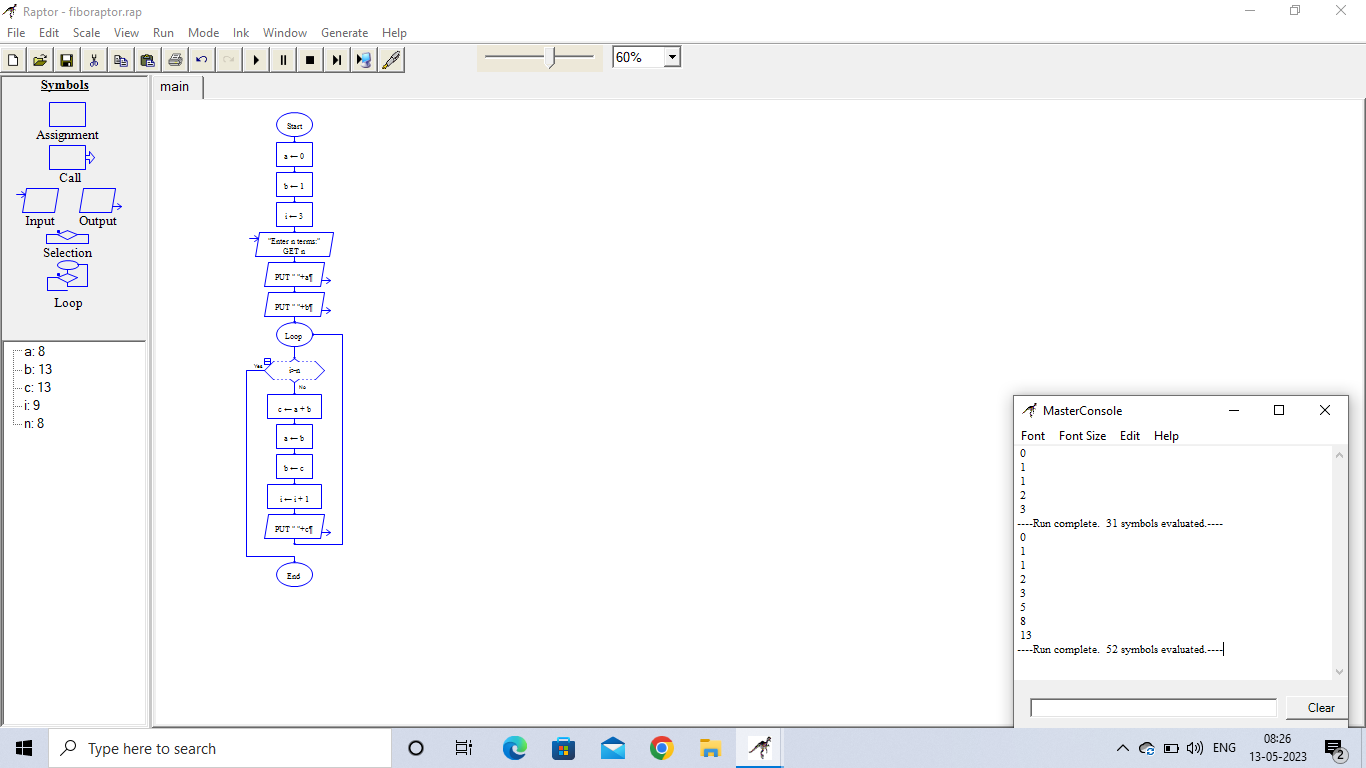 Raptor - fiboraptor.rap
File Edit Scale View Run Mode Ink Window Generate Help
60%
Symbols
Assignment
Call
Input Output
Selection
Loop
a: 8
b: 13
c: 13
i: 9
n: 8
main
Start
a ← 0
b ← 1
i ← 3
"Enter n terms:"
GET n
PUT " "+a¶
PUT " "+b¶
Loop
Yes
i>n
No
c ← a + b
a ← b
b ← c
i ← i + 1
PUT " "+c¶
End
MasterConsole
Font Font Size Edit Help
0
1
1
2
3
----Run complete. 31 symbols evaluated.----
0
1
1
2
3
5
8
13
----Run complete. 52 symbols evaluated.----
Clear
Type here to search
ENG
08:26
13-05-2023
2